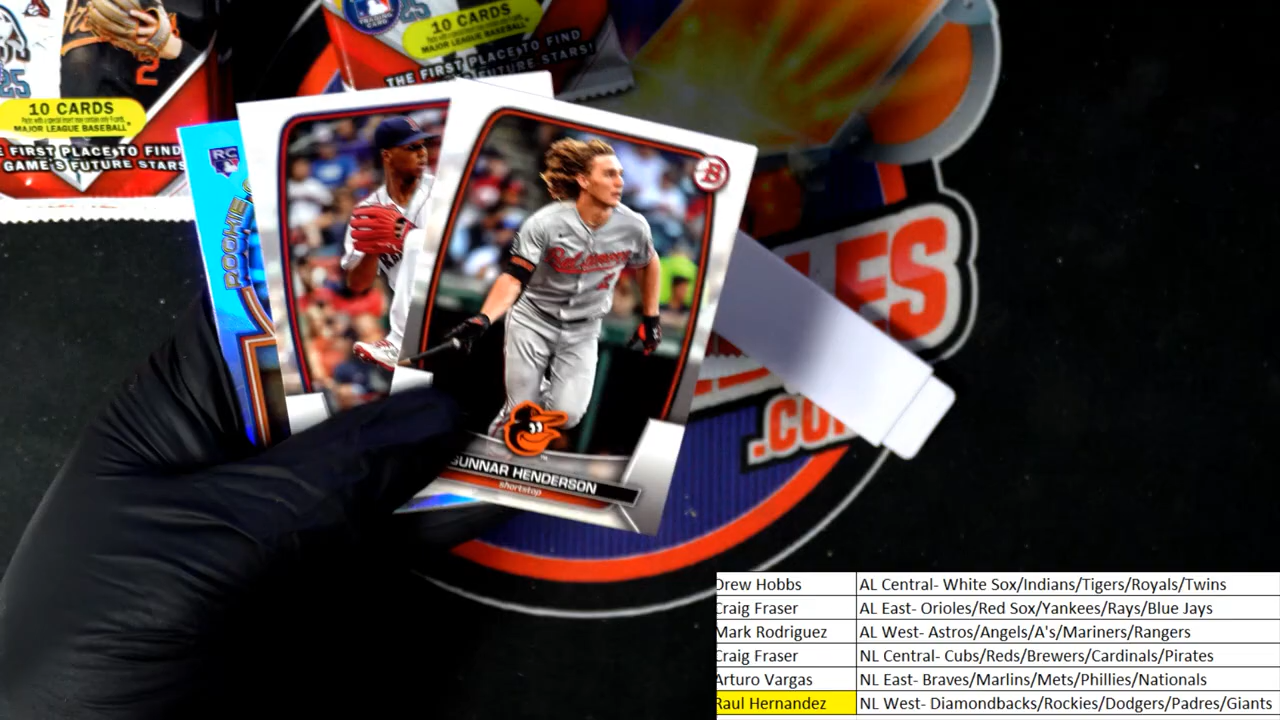 10 CARDS
MAJOR LEAGUE BASEBALL
THE FIRST PLACE TO FIND
FUTURE STARS!
25
2
10 CARDS
MAJOR LEAGUE BASEBALL
FIRST PLACE TO FIND
GAME'S FUTURE STARS
RC
ROOKIE
B
GUNNAR HENDERSON
shortstop
LES
.CO
Drew Hobbs AL Central- White Sox/Indians/Tigers/Royals/Twins
Craig Fraser AL East- Orioles/Red Sox/Yankees/Rays/Blue Jays
Mark Rodriguez AL West- Astros/Angels/A's/Mariners/Rangers
Craig Fraser NL Central- Cubs/Reds/Brewers/Cardinals/Pirates
Arturo Vargas NL East- Braves/Marlins/Mets/Phillies/Nationals
Raul Hernandez NL West- Diamondbacks/Rockies/Dodgers/Padres/Giants